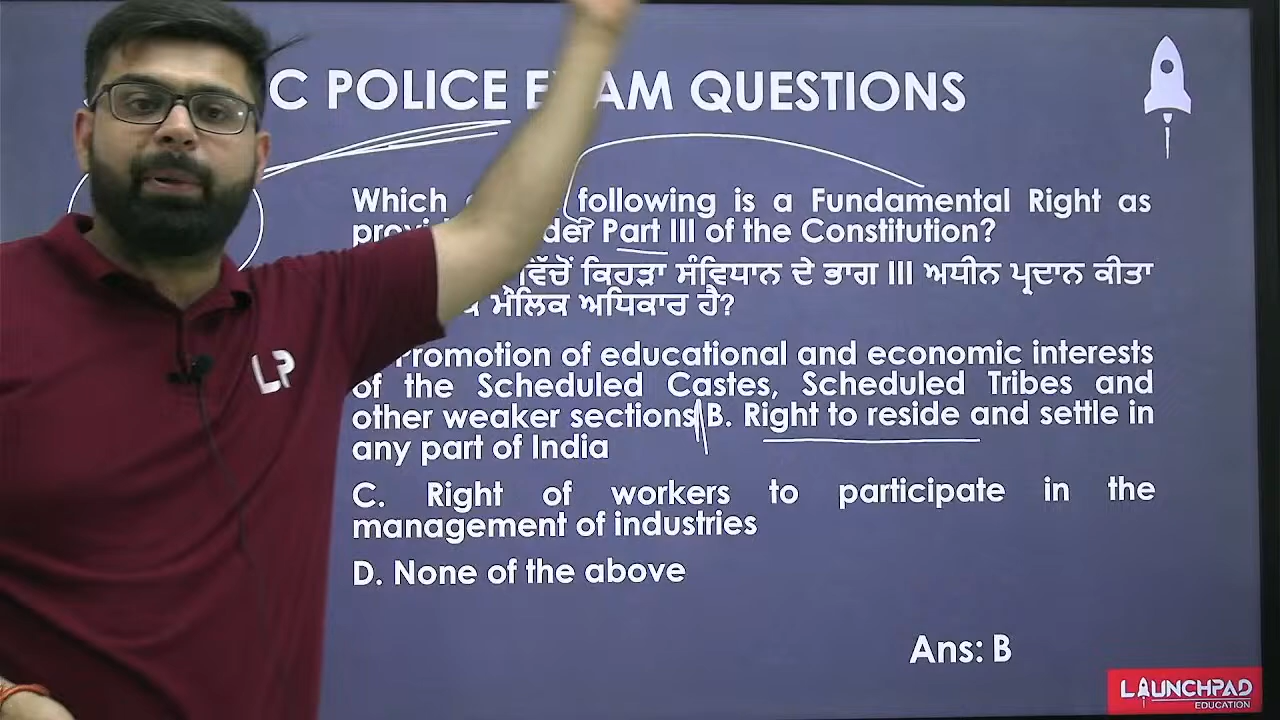 C POLICE EXAM QUESTIONS
Which following is a Fundamental Right as
Part III of the Constitution?
ਵਿੱਚੋਂ ਕਿਹੜਾ ਸੰਵਿਧਾਨ ਦੇ ਭਾਗ III ਅਧੀਨ ਪ੍ਰਦਾਨ ਕੀਤਾ
ਮੌਲਿਕ ਅਧਿਕਾਰ ਹੈ?
Promotion of educational and economic interests
of the Scheduled Castes, Scheduled Tribes and
other weaker sections B. Right to reside and settle in
any part of India
C. Right of workers to participate in the
management of industries
D. None of the above
Ans: B
LP
LAUNCHPAD
EDUCATION